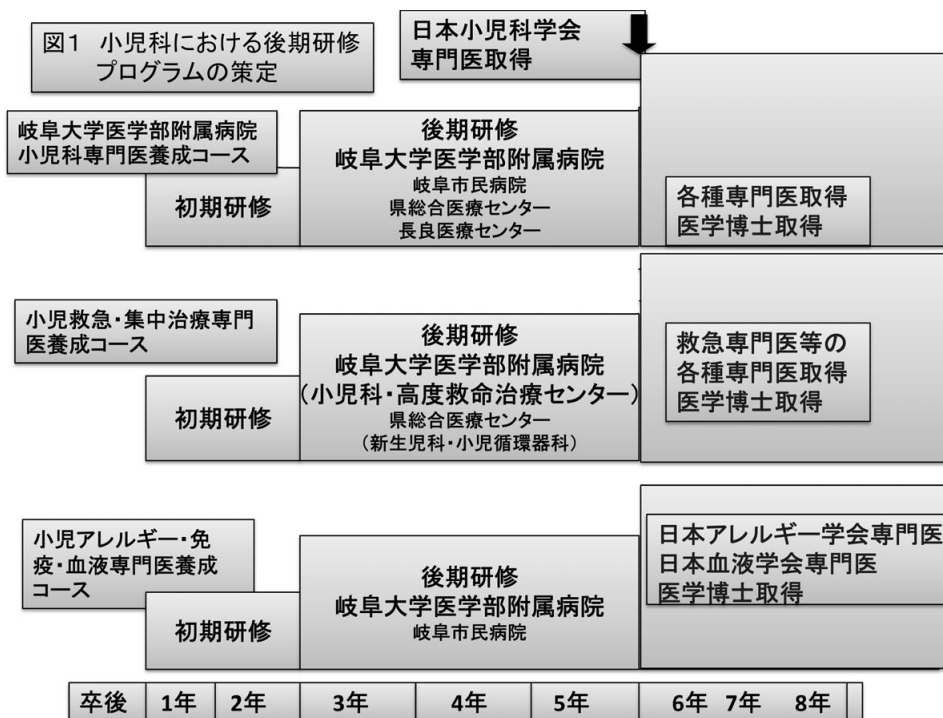 図1 小児科における後期研修
プログラムの策定
日本小児科学会
専門医取得
岐阜大学医学部附属病院
小児科専門医養成コース
初期研修
後期研修
岐阜大学医学部附属病院
岐阜市民病院
県総合医療センター
長良医療センター
各種専門医取得
医学博士取得
小児救急・集中治療専門
医養成コース
初期研修
後期研修
岐阜大学医学部附属病院
(小児科・高度救命治療センター)
県総合医療センター
(新生児科・小児循環器科)
救急専門医等の
各種専門医取得
医学博士取得
小児アレルギー・免
疫・血液専門医養成
コース
初期研修
後期研修
岐阜大学医学部附属病院
岐阜市民病院
日本アレルギー学会専門医
日本血液学会専門医
医学博士取得
卒後 1年 2年 3年 4年 5年 6年 7年 8年